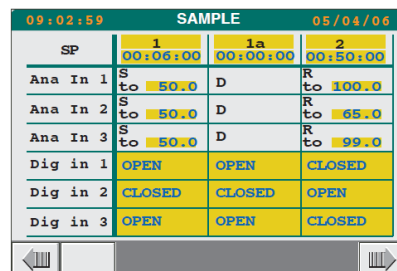 09:02:59 SAMPLE 05/04/06
SP 1 1a 2
00:06:00 00:00:00 00:50:00
Ana In 1 S to 50.0 D R to 100.0
Ana In 2 S to 50.0 D R to 65.0
Ana In 3 S to 50.0 D R to 99.0
Dig in 1 OPEN OPEN CLOSED
Dig in 2 CLOSED CLOSED OPEN
Dig in 3 OPEN OPEN CLOSED